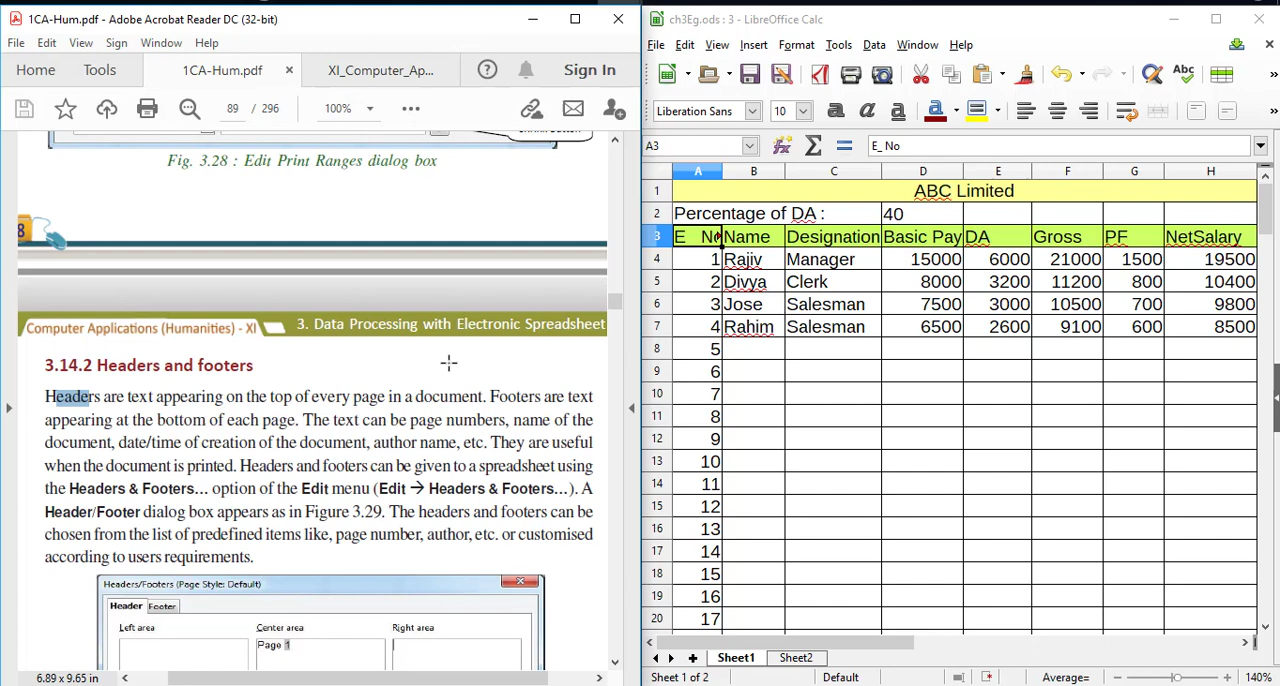 1CA-Hum.pdf - Adobe Acrobat Reader DC (32-bit)
File Edit View Sign Window Help
Home Tools 1CA-Hum.pdf × XI_Computer_Ap... Sign In
89 / 296 100%
Fig. 3.28 : Edit Print Ranges dialog box
8
Computer Applications (Humanities) - XI 3. Data Processing with Electronic Spreadsheet
3.14.2 Headers and footers
Headers are text appearing on the top of every page in a document. Footers are text
appearing at the bottom of each page. The text can be page numbers, name of the
document, date/time of creation of the document, author name, etc. They are useful
when the document is printed. Headers and footers can be given to a spreadsheet using
the Headers & Footers... option of the Edit menu (Edit → Headers & Footers...). A
Header/Footer dialog box appears as in Figure 3.29. The headers and footers can be
chosen from the list of predefined items like, page number, author, etc. or customised
according to users requirements.
Headers/Footers (Page Style: Default)
Header Footer
Left area Center area Right area
Page 1
6.89 x 9.65 in
ch3Eg.ods : 3 - LibreOffice Calc
File Edit View Insert Format Tools Data Window Help
Abc
Liberation Sans 10 a a a a
A3 E_ No
A B C D E F G H
1 ABC Limited
2 Percentage of DA : 40
3 E_ No Name Designation Basic Pay DA Gross PF NetSalary
4 1 Rajiv Manager 15000 6000 21000 1500 19500
5 2 Divya Clerk 8000 3200 11200 800 10400
6 3 Jose Salesman 7500 3000 10500 700 9800
7 4 Rahim Salesman 6500 2600 9100 600 8500
8 5
9 6
10 7
11 8
12 9
13 10
14 11
15 12
16 13
17 14
18 15
19 16
20 17
Sheet1 Sheet2
Sheet 1 of 2 Default Average= 140%